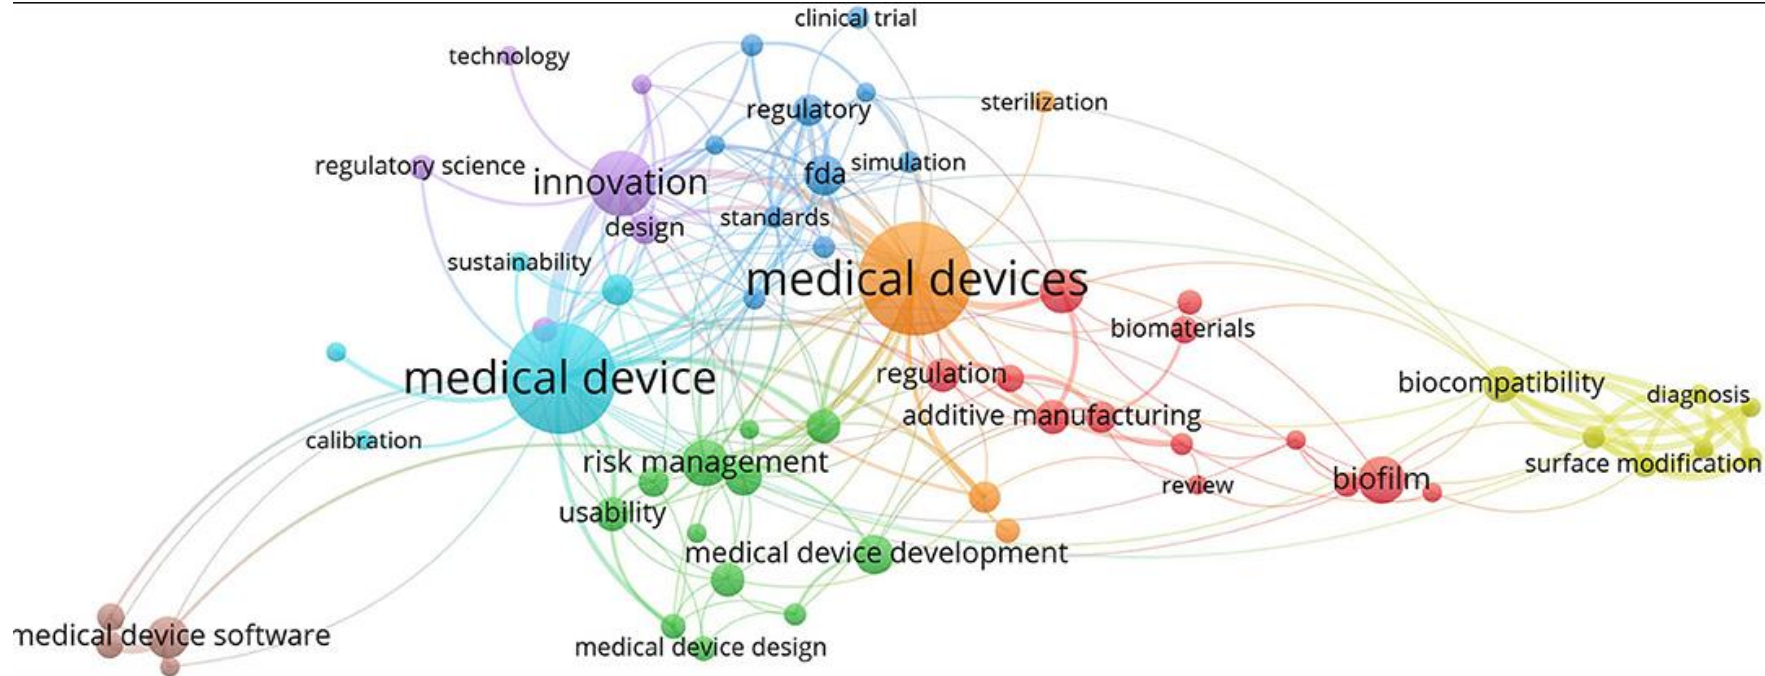 clinical trial
technology
sterilization
regulatory
simulation
regulatory science
fda
innovation
standards
design
sustainability
medical devices
biomaterials
medical device
regulation
biocompatibility
diagnosis
additive manufacturing
calibration
risk management
surface modification
biofilm
review
usability
medical device development
medical device software
medical device design